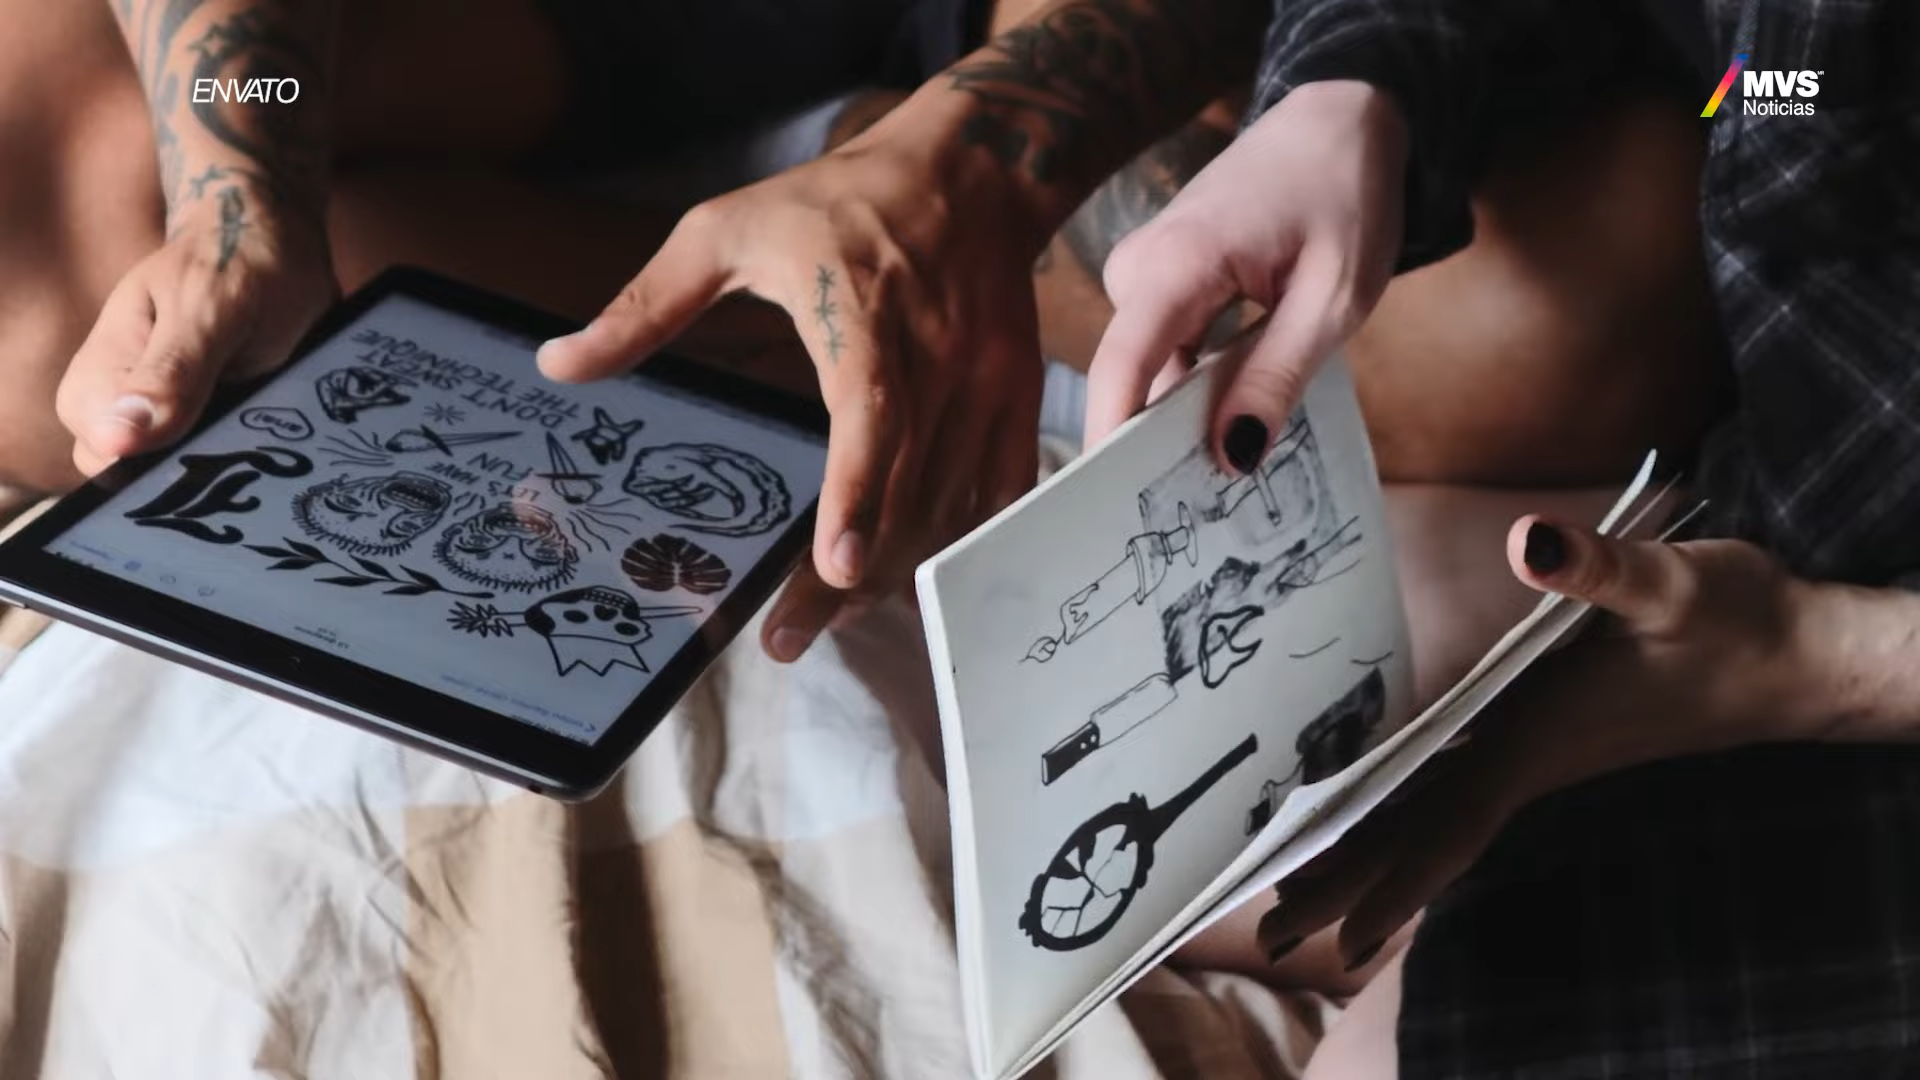 ENVATO
MVS
Noticias
DON'T
SWEAT
THE TECHNIQUE
LET'S HAVE
FUN